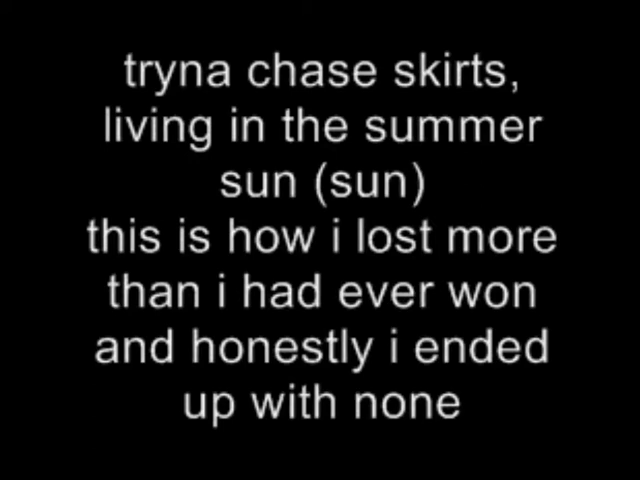 tryna chase skirts,
living in the summer
sun (sun)
this is how i lost more
than i had ever won
and honestly i ended
up with none